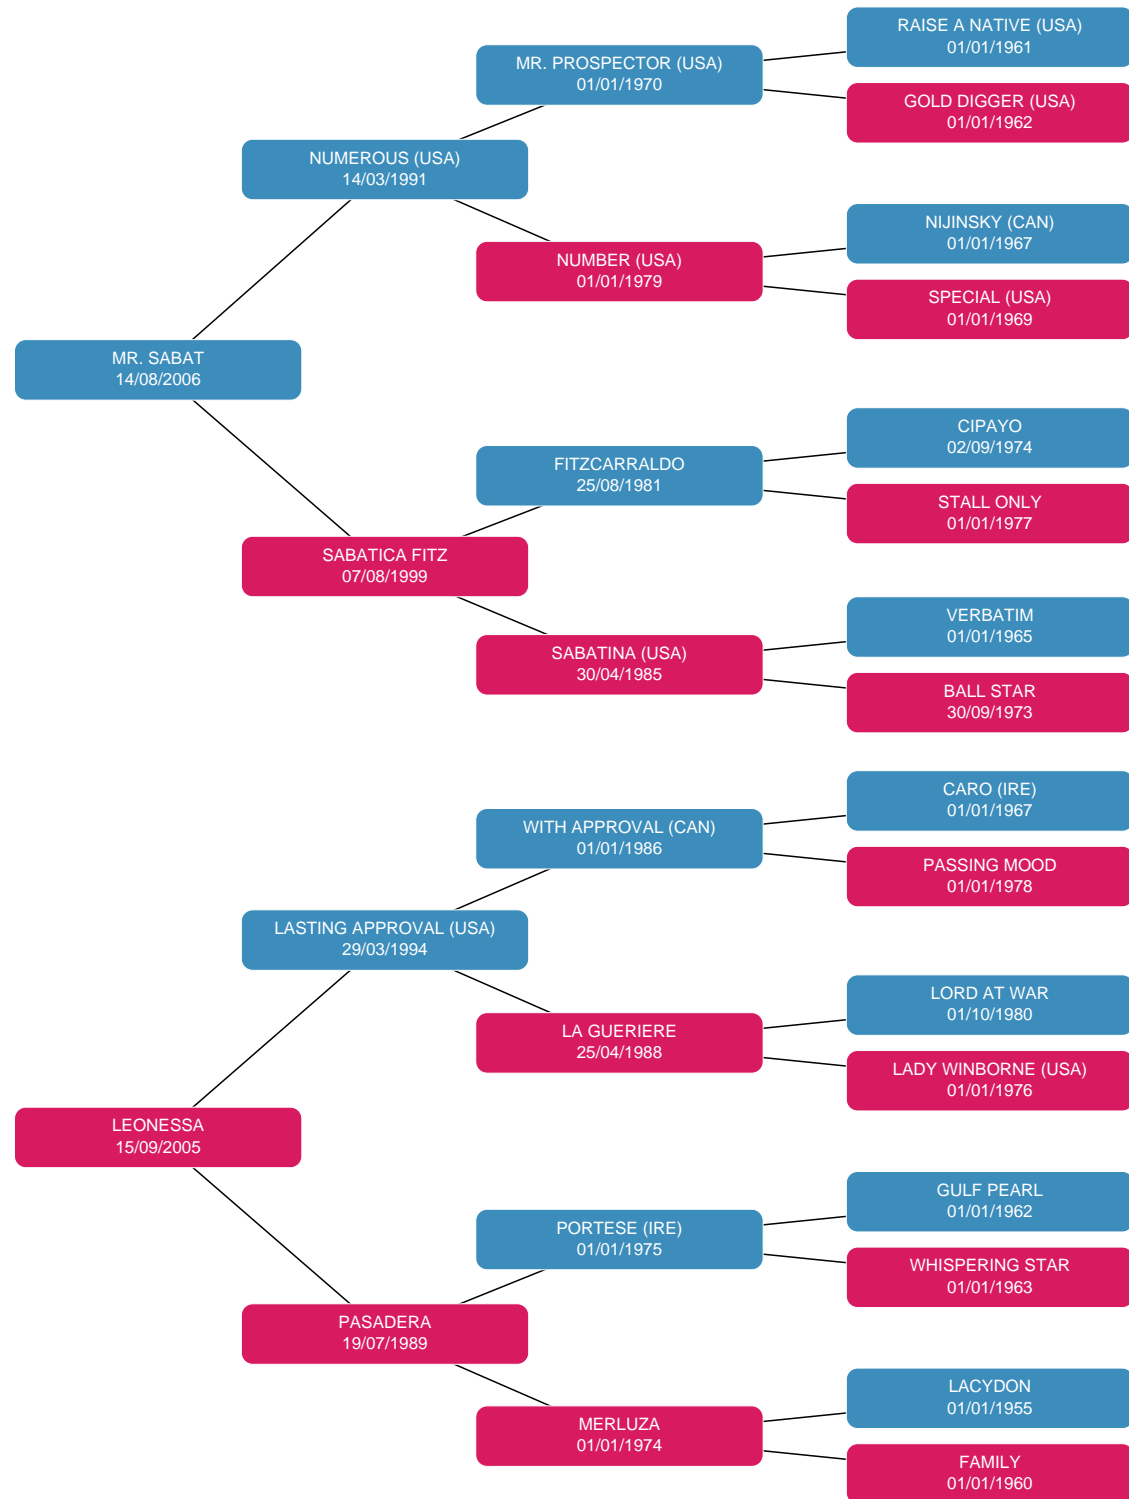 RAISE A NATIVE (USA)
01/01/1961
MR. PROSPECTOR (USA)
01/01/1970
GOLD DIGGER (USA)
01/01/1962
NUMEROUS (USA)
14/03/1991
NIJINSKY (CAN)
01/01/1967
NUMBER (USA)
01/01/1979
SPECIAL (USA)
01/01/1969
MR. SABAT
14/08/2006
CIPAYO
02/09/1974
FITZCARRALDO
25/08/1981
STALL ONLY
01/01/1977
SABATICA FITZ
07/08/1999
VERBATIM
01/01/1965
SABATINA (USA)
30/04/1985
BALL STAR
30/09/1973
CARO (IRE)
01/01/1967
WITH APPROVAL (CAN)
01/01/1986
PASSING MOOD
01/01/1978
LASTING APPROVAL (USA)
29/03/1994
LORD AT WAR
01/10/1980
LA GUERIERE
25/04/1988
LADY WINBORNE (USA)
01/01/1976
LEONESSA
15/09/2005
GULF PEARL
01/01/1962
PORTESE (IRE)
01/01/1975
WHISPERING STAR
01/01/1963
PASADERA
19/07/1989
LACYDON
01/01/1955
MERLUZA
01/01/1974
FAMILY
01/01/1960